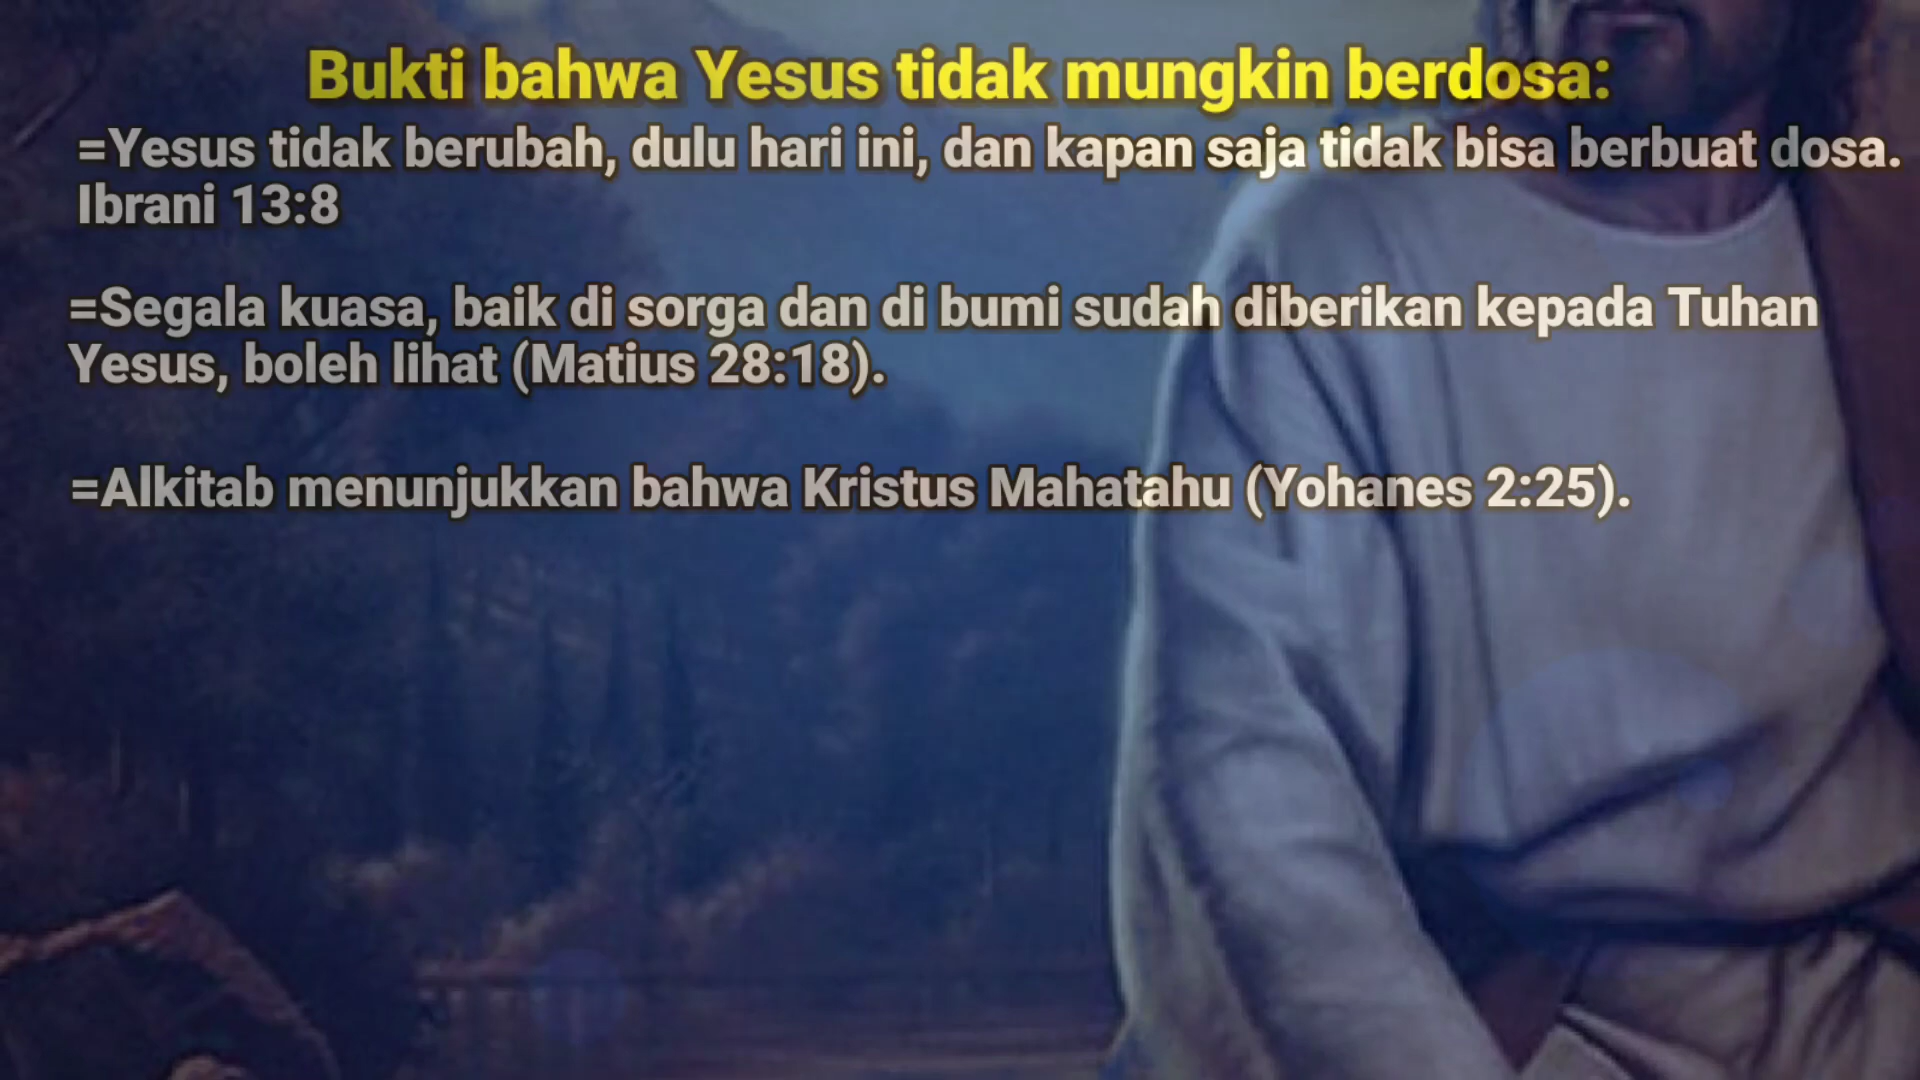 Bukti bahwa Yesus tidak mungkin berdosa:
=Yesus tidak berubah, dulu hari ini, dan kapan saja tidak bisa berbuat dosa.
Ibrani 13:8
=Segala kuasa, baik di sorga dan di bumi sudah diberikan kepada Tuhan
Yesus, boleh lihat (Matius 28:18).
=Alkitab menunjukkan bahwa Kristus Mahatahu (Yohanes 2:25).